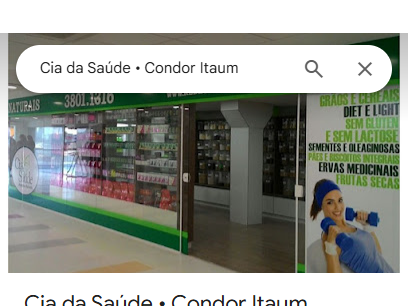 Cia da Saúde • Condor Itaum
NATURAIS 3801.1816
GRÃOS E CEREAIS
DIET E LIGHT
SEM GLÚTEN
E SEM LACTOSE
SEMENTES E OLEAGINOSAS
PÃES E BISCOITOS INTEGRAIS
ERVAS MEDICINAIS
FRUTAS SECAS
Cia da Saúde • Condor Itaum